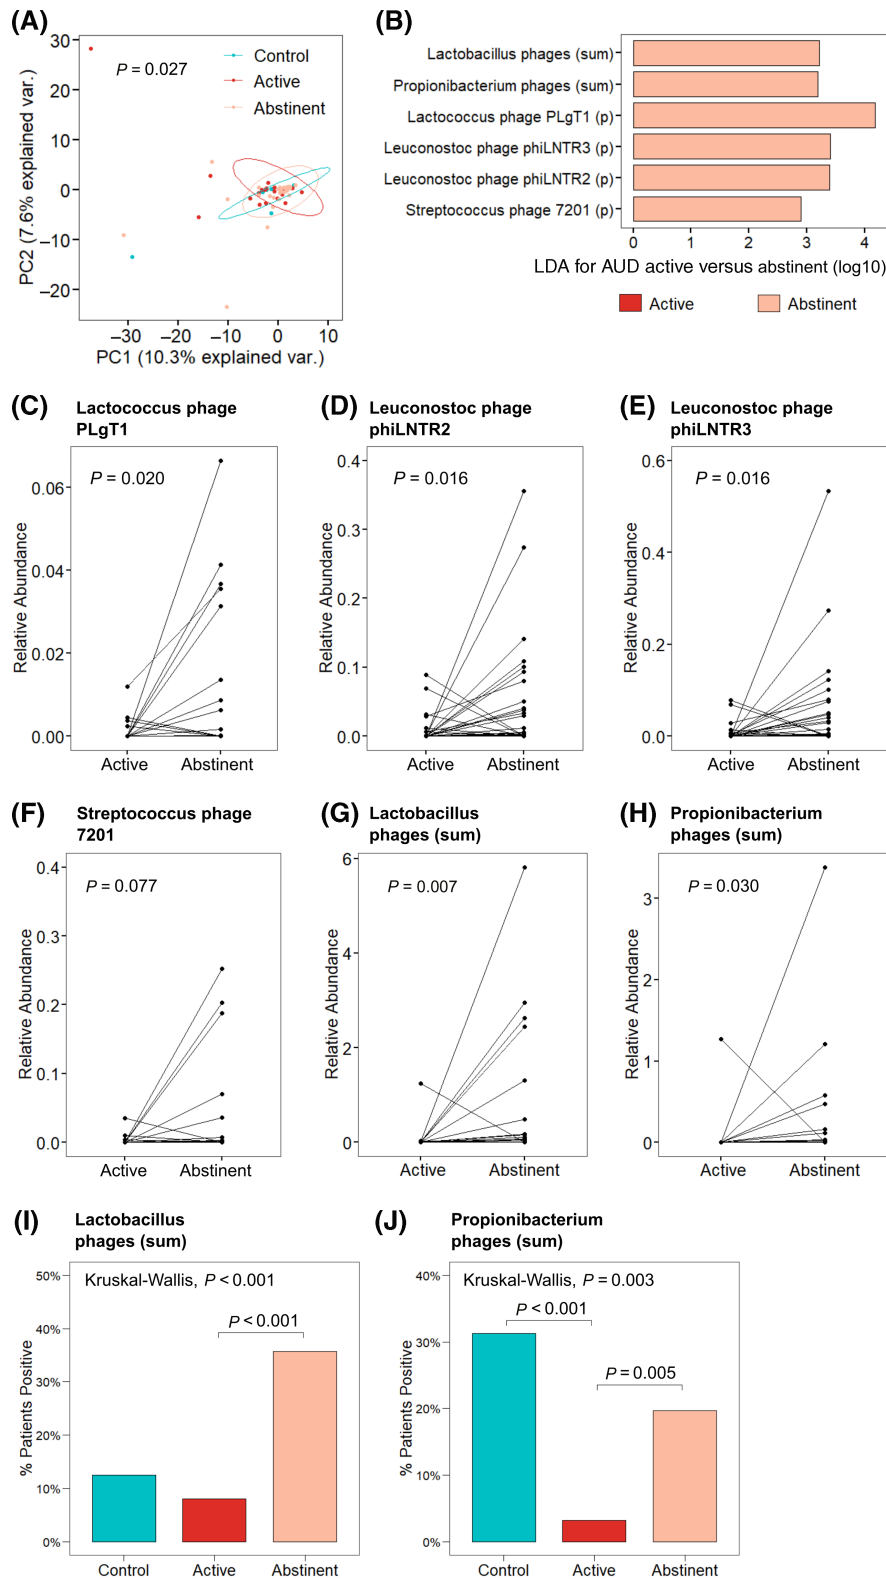 (A)
30
20
10
0
−10
−20
PC2 (7.6% explained var.)
P = 0.027
Control
Active
Abstinent
−30 −20 −10 0 10
PC1 (10.3% explained var.)
(B)
Lactobacillus phages (sum)
Propionibacterium phages (sum)
Lactococcus phage PLgT1 (p)
Leuconostoc phage phiLNTR3 (p)
Leuconostoc phage phiLNTR2 (p)
Streptococcus phage 7201 (p)
0 1 2 3 4
LDA for AUD active versus abstinent (log10)
Active Abstinent
(C) Lactococcus phage
PLgT1
P = 0.020
0.06
0.04
0.02
0.00
Relative Abundance
Active Abstinent
(D) Leuconostoc phage
phiLNTR2
P = 0.016
0.4
0.3
0.2
0.1
0.0
Relative Abundance
Active Abstinent
(E) Leuconostoc phage
phiLNTR3
P = 0.016
0.6
0.4
0.2
0.0
Relative Abundance
Active Abstinent
(F) Streptococcus phage
7201
P = 0.077
0.4
0.3
0.2
0.1
0.0
Relative Abundance
Active Abstinent
(G) Lactobacillus
phages (sum)
P = 0.007
6
4
2
0
Relative Abundance
Active Abstinent
(H) Propionibacterium
phages (sum)
P = 0.030
3
2
1
0
Relative Abundance
Active Abstinent
(I) Lactobacillus
phages (sum)
Kruskal-Wallis, P < 0.001
P < 0.001
50%
40%
30%
20%
10%
0%
% Patients Positive
Control Active Abstinent
(J) Propionibacterium
phages (sum)
Kruskal-Wallis, P = 0.003
P < 0.001
P = 0.005
40%
30%
20%
10%
0%
% Patients Positive
Control Active Abstinent